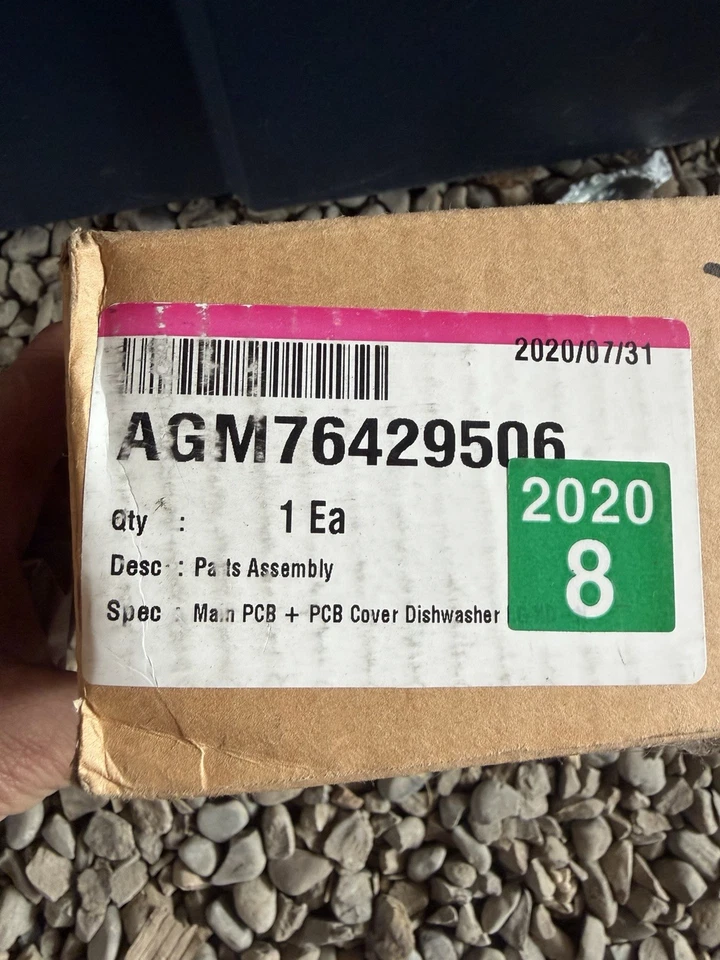 2020/07/31
AGM76429506
2020
8
Qty : 1 Ea
Desc : Parts Assembly
Spec : Main PCB + PCB Cover Dishwasher